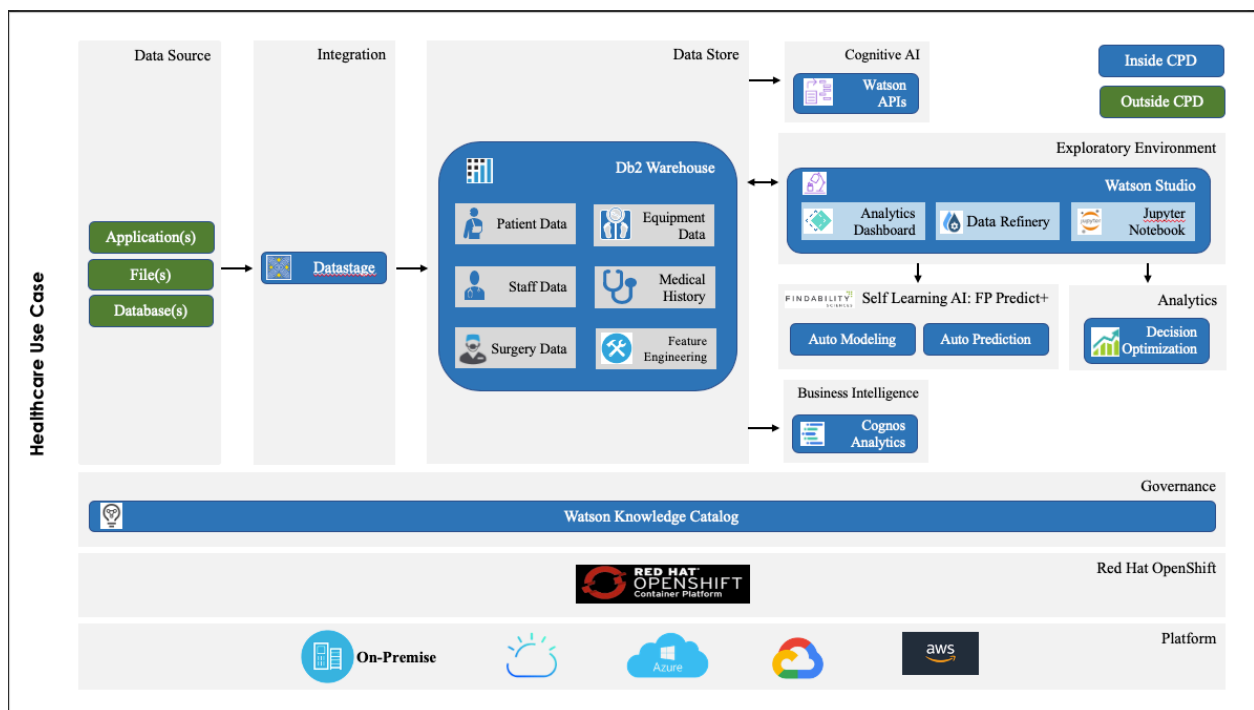 Healthcare Use Case
Data Source
Application(s)
File(s)
Database(s)
Integration
Datastage
Data Store
Db2 Warehouse
Patient Data
Equipment
Data
Staff Data
Medical
History
Surgery Data
Feature
Engineering
Cognitive AI
Watson
APIs
Inside CPD
Outside CPD
Exploratory Environment
Watson Studio
Analytics
Dashboard
Data Refinery
Jupyter
Jupyter
Notebook
FINDABILITY
SCIENCES
Self Learning AI: FP Predict+
Auto Modeling
Auto Prediction
Analytics
Decision
Optimization
Business Intelligence
Cognos
Analytics
Governance
Watson Knowledge Catalog
Red Hat OpenShift
RED HAT
OPENSHIFT
Container Platform
Platform
On-Premise
Azure
aws